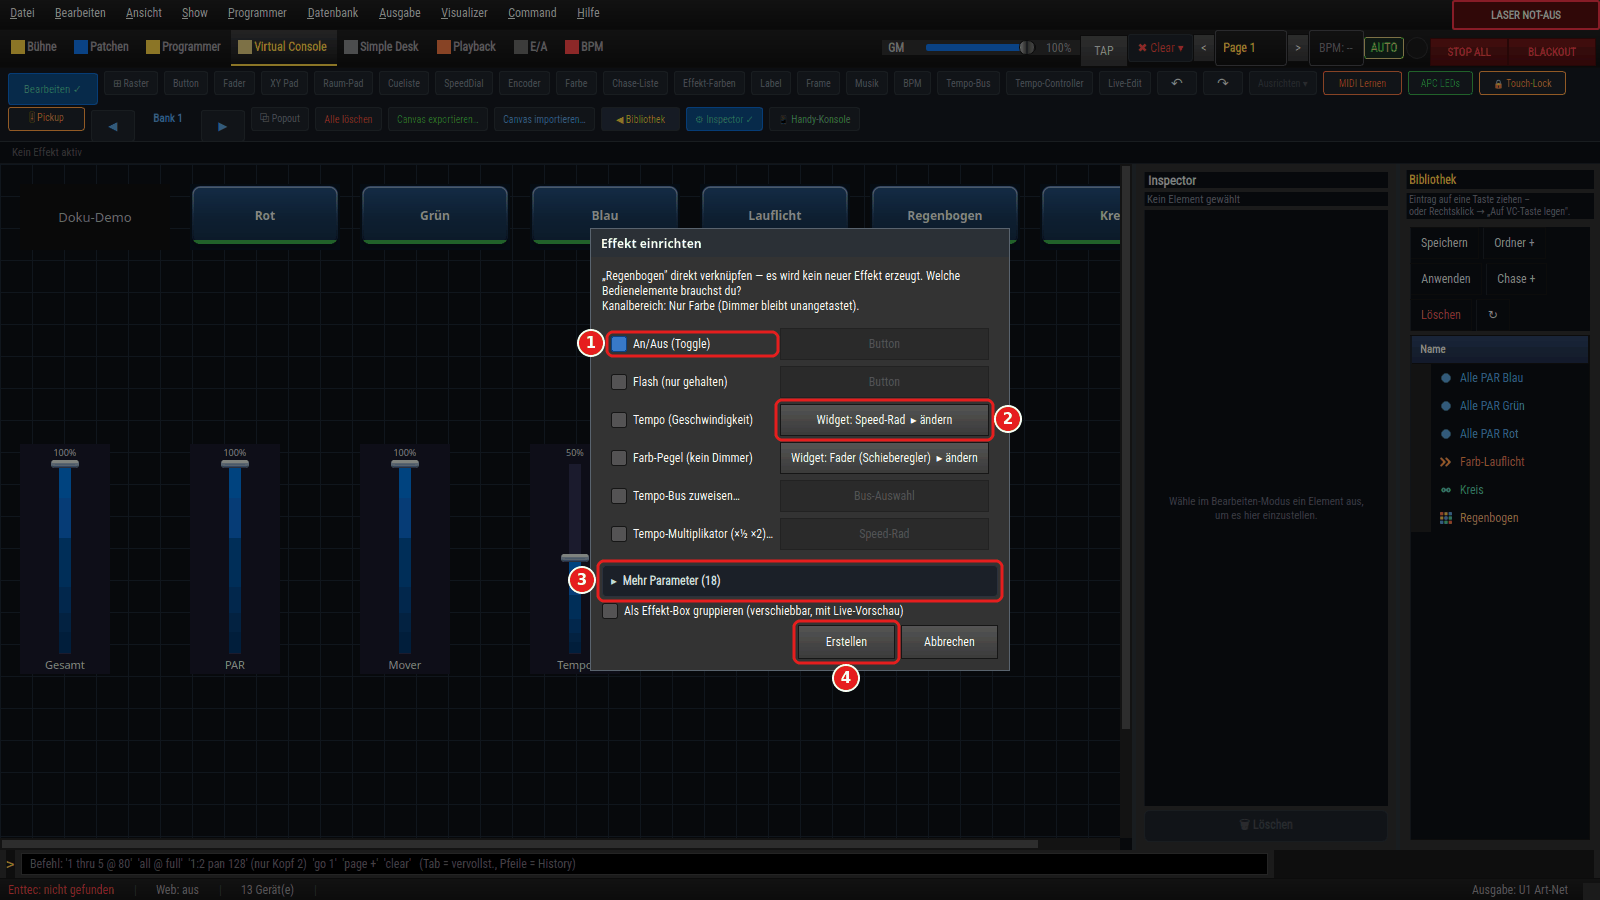 Datei Bearbeiten Ansicht Show Programmer Datenbank Ausgabe Visualizer Command Hilfe
LASER NOT-AUS
Bühne Patchen Programmer Virtual Console Simple Desk Playback E/A BPM
GM 100% TAP ✖ Clear ▾ < Page 1 > BPM: -- AUTO STOP ALL BLACKOUT
Bearbeiten ✓ ⊞ Raster Button Fader XY Pad Raum-Pad Cueliste SpeedDial Encoder Farbe Chase-Liste Effekt-Farben Label Frame Musik BPM Tempo-Bus Tempo-Controller Live-Edit ↶ ↷ Ausrichten ▾ MIDI Lernen APC LEDs Touch-Lock
Pickup ◀ Bank 1 ▶ Popout Alle löschen Canvas exportieren... Canvas importieren... ◀ Bibliothek Inspector ✓ Handy-Konsole
Kein Effekt aktiv
Doku-Demo Rot Grün Blau Lauflicht Regenbogen Kre
Effekt einrichten
„Regenbogen" direkt verknüpfen — es wird kein neuer Effekt erzeugt. Welche
Bedienelemente brauchst du?
Kanalbereich: Nur Farbe (Dimmer bleibt unangetastet).
1 An/Aus (Toggle) Button
Flash (nur gehalten) Button
Tempo (Geschwindigkeit) Widget: Speed-Rad ▸ ändern 2
Farb-Pegel (kein Dimmer) Widget: Fader (Schieberegler) ▸ ändern
Tempo-Bus zuweisen... Bus-Auswahl
Tempo-Multiplikator (×½ ×2)... Speed-Rad
3 ▸ Mehr Parameter (18)
Als Effekt-Box gruppieren (verschiebbar, mit Live-Vorschau)
Erstellen Abbrechen
4
100% 100% 100% 50%
Gesamt PAR Mover Tempo
Inspector
Kein Element gewählt
Wähle im Bearbeiten-Modus ein Element aus,
um es hier einzustellen.
Löschen
Bibliothek
Eintrag auf eine Taste ziehen –
oder Rechtsklick → „Auf VC-Taste legen".
Speichern Ordner +
Anwenden Chase +
Löschen ↻
Name
Alle PAR Blau
Alle PAR Grün
Alle PAR Rot
Farb-Lauflicht
Kreis
Regenbogen
> Befehl: '1 thru 5 @ 80' 'all @ full' '1:2 pan 128' (nur Kopf 2) 'go 1' 'page +' 'clear' (Tab = vervollst., Pfeile = History)
Enttec: nicht gefunden Web: aus 13 Gerät(e) Ausgabe: U1 Art-Net